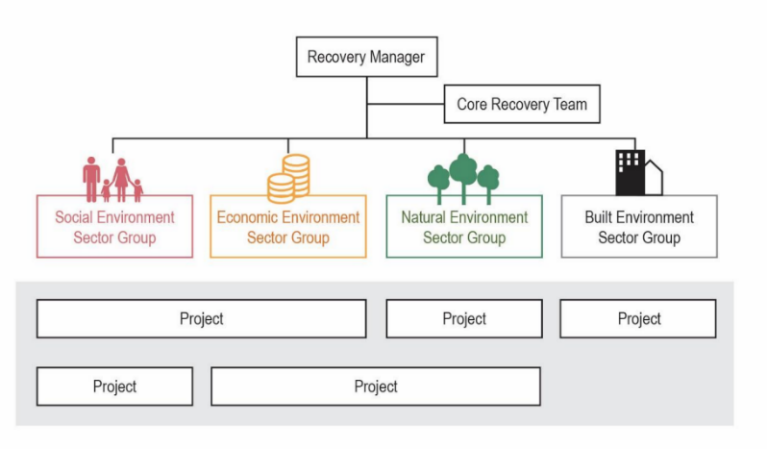 Recovery Manager
Core Recovery Team
Social Environment
Sector Group
Economic Environment
Sector Group
Natural Environment
Sector Group
Built Environment
Sector Group
Project
Project
Project
Project
Project